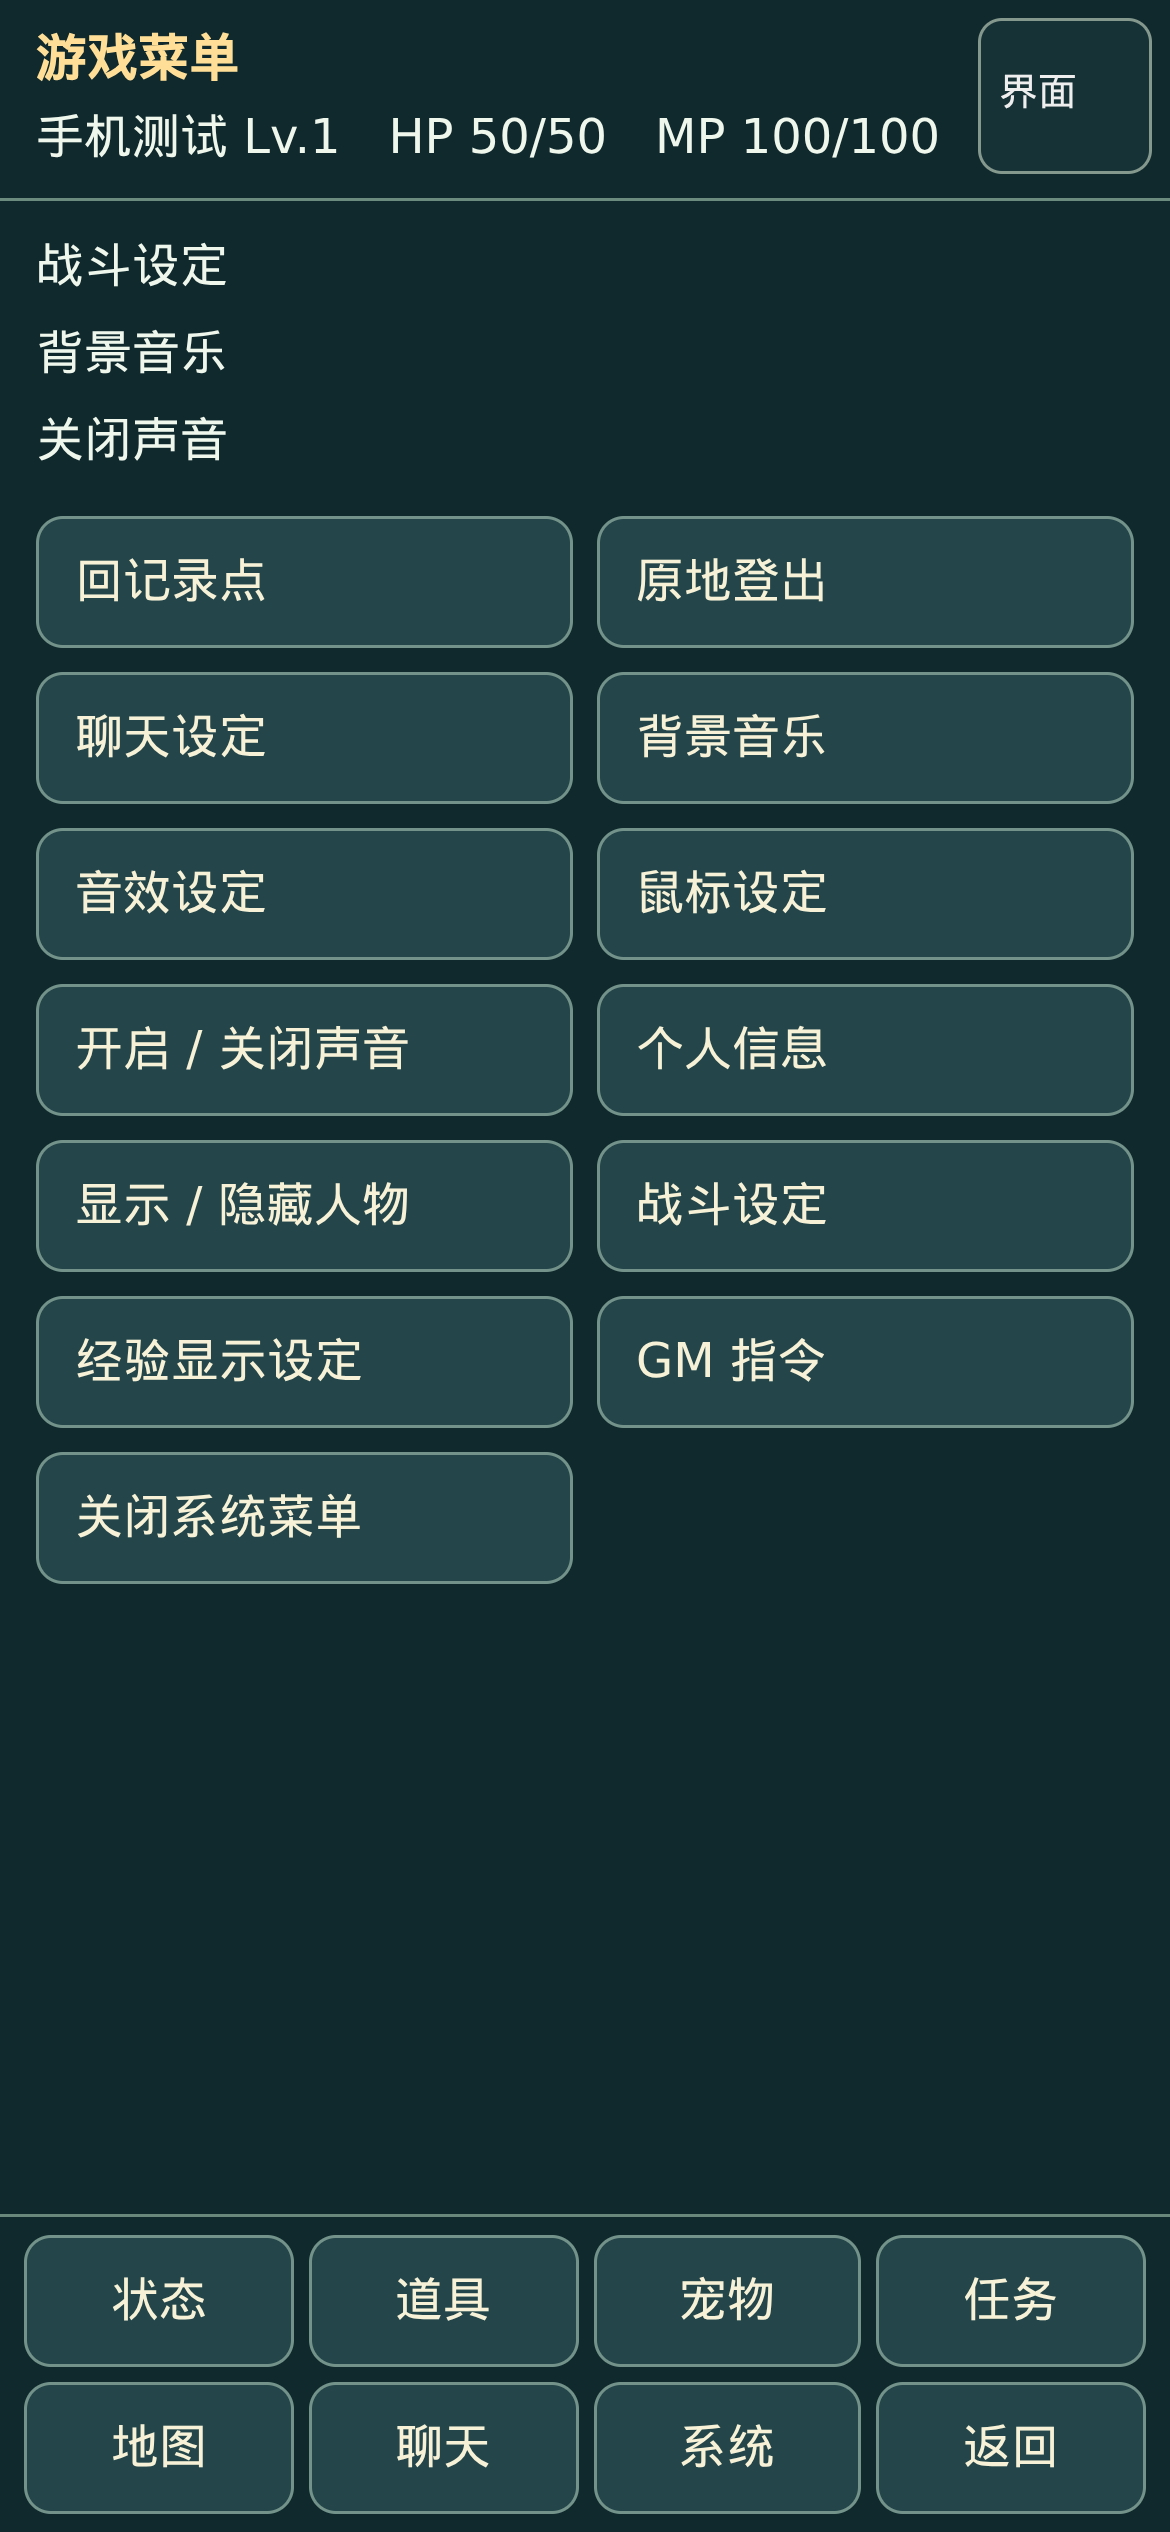 游戏菜单
手机测试 Lv.1 HP 50/50 MP 100/100
界面
战斗设定
背景音乐
关闭声音
回记录点
原地登出
聊天设定
背景音乐
音效设定
鼠标设定
开启 / 关闭声音
个人信息
显示 / 隐藏人物
战斗设定
经验显示设定
GM 指令
关闭系统菜单
状态
道具
宠物
任务
地图
聊天
系统
返回